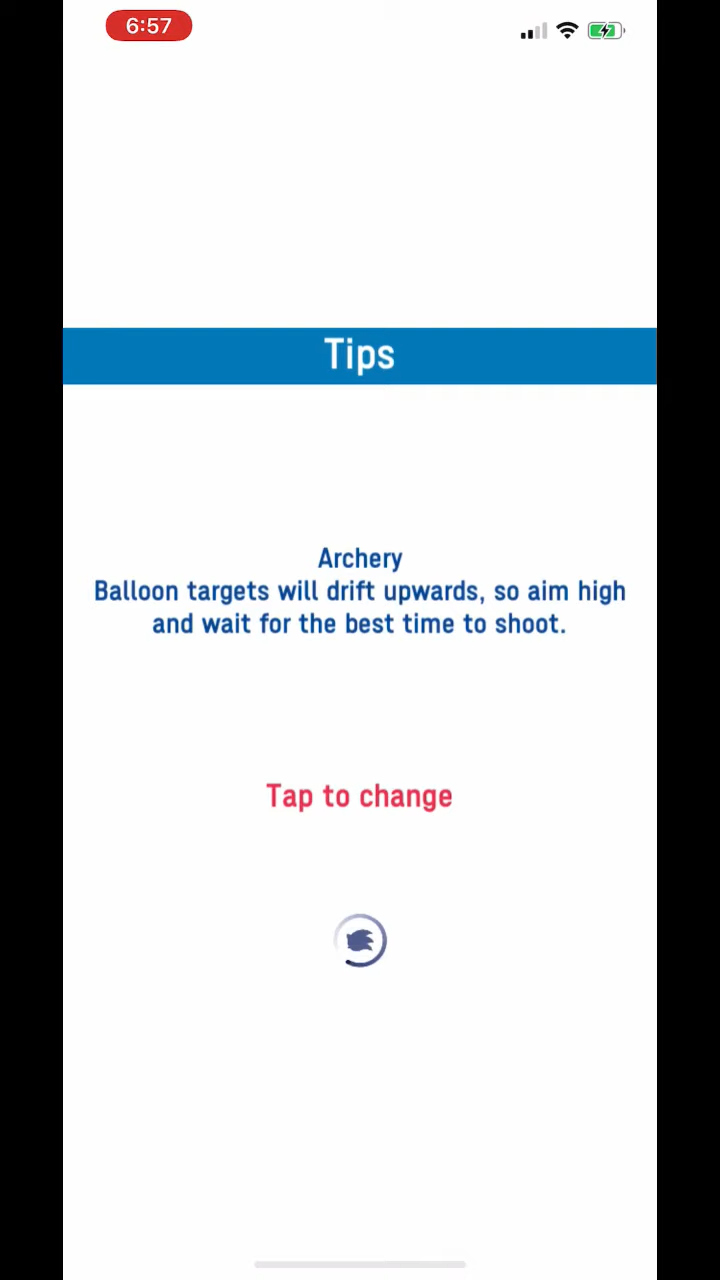 6:57
Tips
Archery
Balloon targets will drift upwards, so aim high
and wait for the best time to shoot.
Tap to change